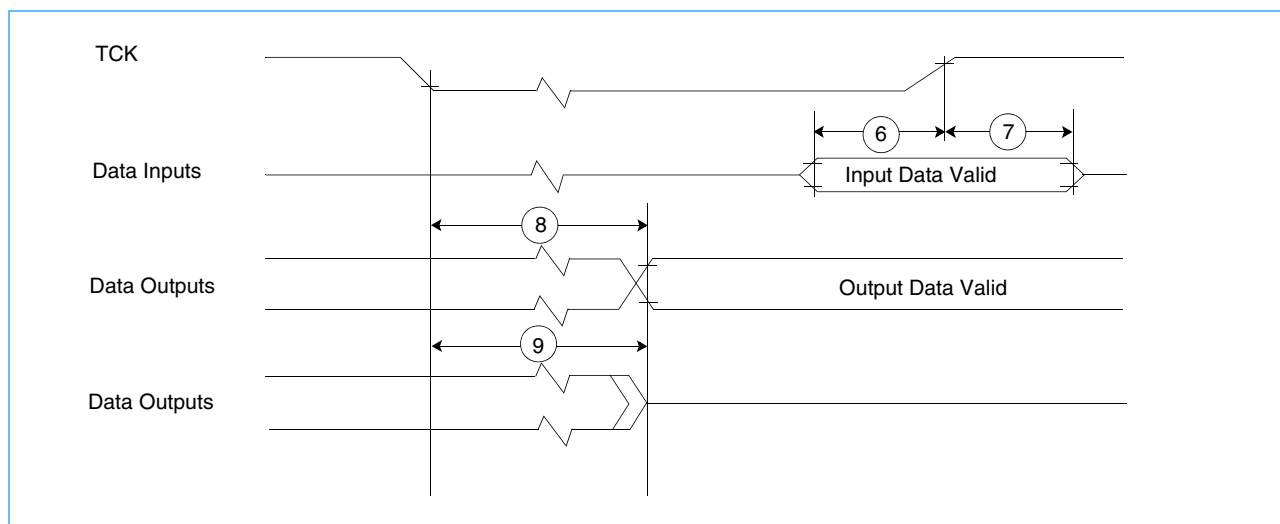 TCK
6
7
Data Inputs
Input Data Valid
8
Data Outputs
Output Data Valid
9
Data Outputs